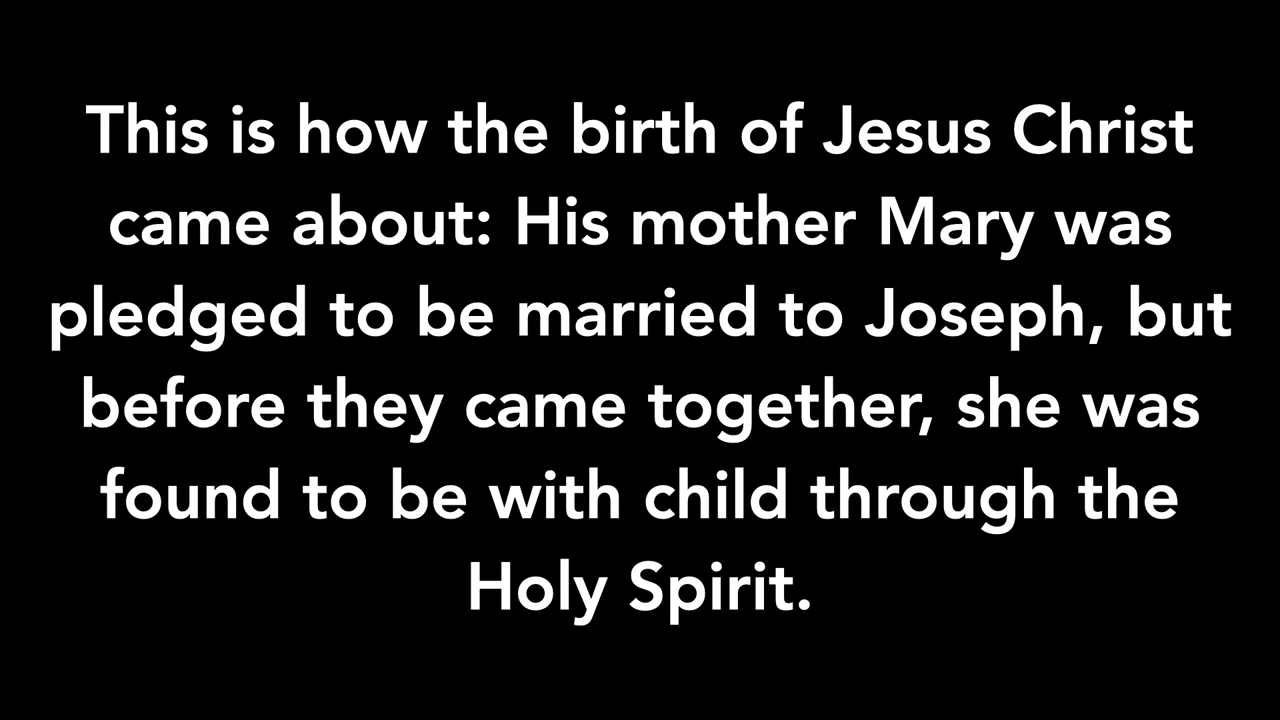 This is how the birth of Jesus Christ
came about: His mother Mary was
pledged to be married to Joseph, but
before they came together, she was
found to be with child through the
Holy Spirit.